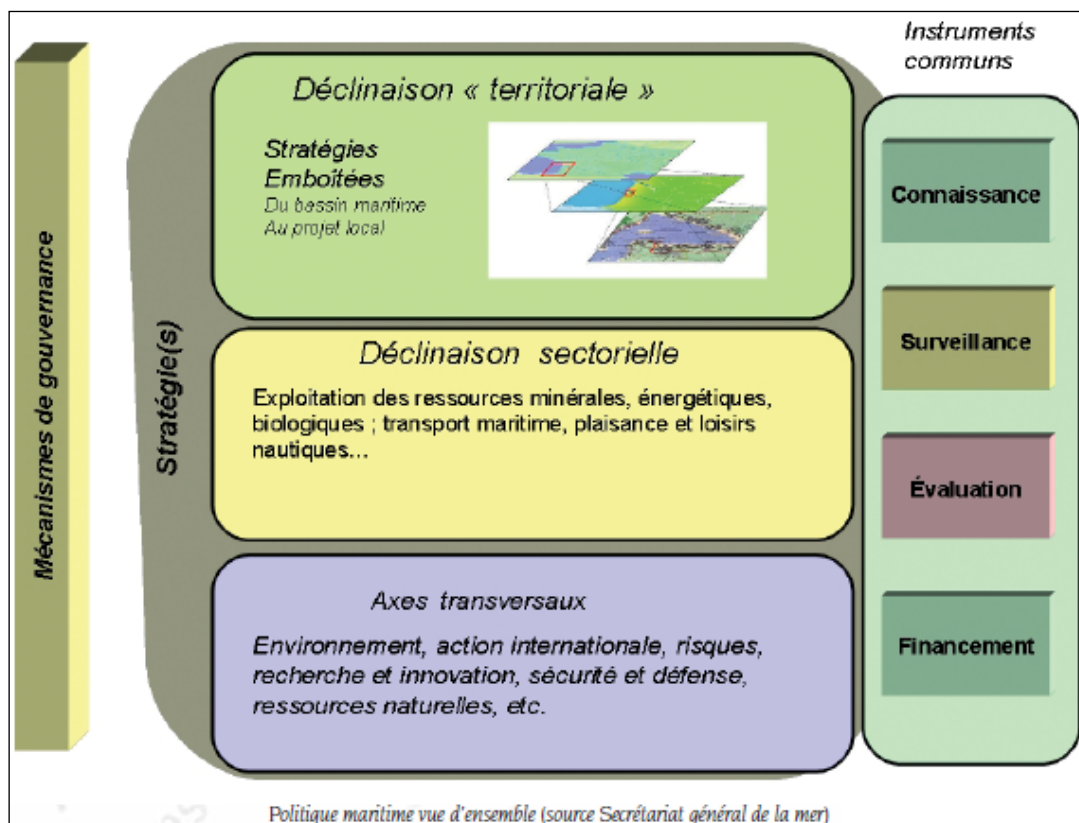 Instruments
communs
Mécanismes de gouvernance
Stratégie(s)
Déclinaison « territoriale »
Stratégies
Emboîtées
Du bassin maritime
Au projet local
Déclinaison sectorielle
Exploitation des ressources minérales, énergétiques,
biologiques ; transport maritime, plaisance et loisirs
nautiques...
Axes transversaux
Environnement, action internationale, risques,
recherche et innovation, sécurité et défense,
ressources naturelles, etc.
Connaissance
Surveillance
Évaluation
Financement
Politique maritime vue d'ensemble (source Secrétariat général de la mer)